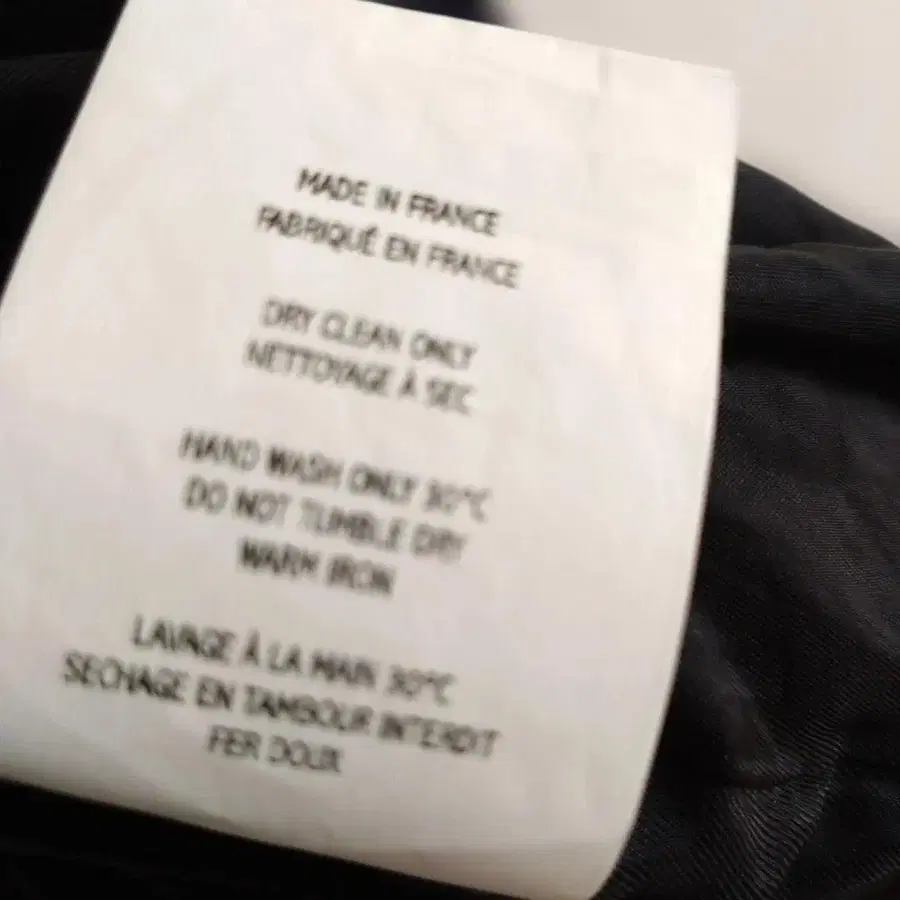 MADE IN FRANCE
FABRIQUÉ EN FRANCE
DRY CLEAN ONLY
NETTOYAGE À SEC
HAND WASH ONLY 30°C
DO NOT TUMBLE DRY
WARM IRON
LAVAGE À LA MAIN 30°C
SECHAGE EN TAMBOUR INTERDIT
FER DOUX